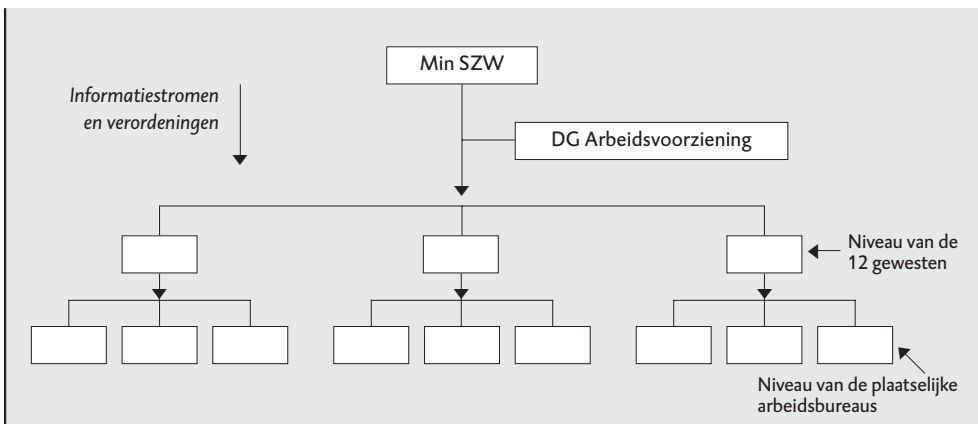 Min SZW
Informatiestromen
en verordeningen
DG Arbeidsvoorziening
Niveau van de
12 gewesten
Niveau van de plaatselijke
arbeidsbureaus